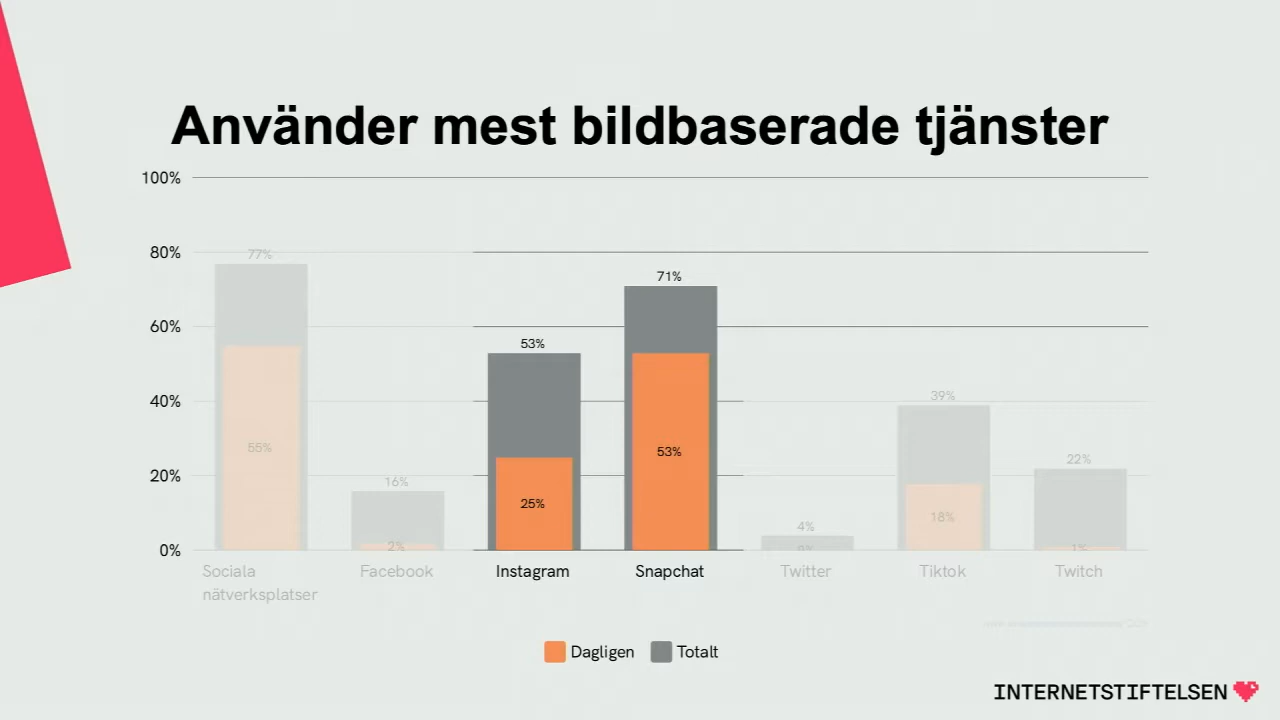 Använder mest bildbaserade tjänster
100%
80%
60%
40%
20%
0%
77%
55%
16%
2%
53%
25%
71%
53%
4%
0%
39%
18%
22%
1%
Sociala
nätverksplatser
Facebook
Instagram
Snapchat
Twitter
Tiktok
Twitch
Dagligen
Totalt
INTERNETSTIFTELSEN